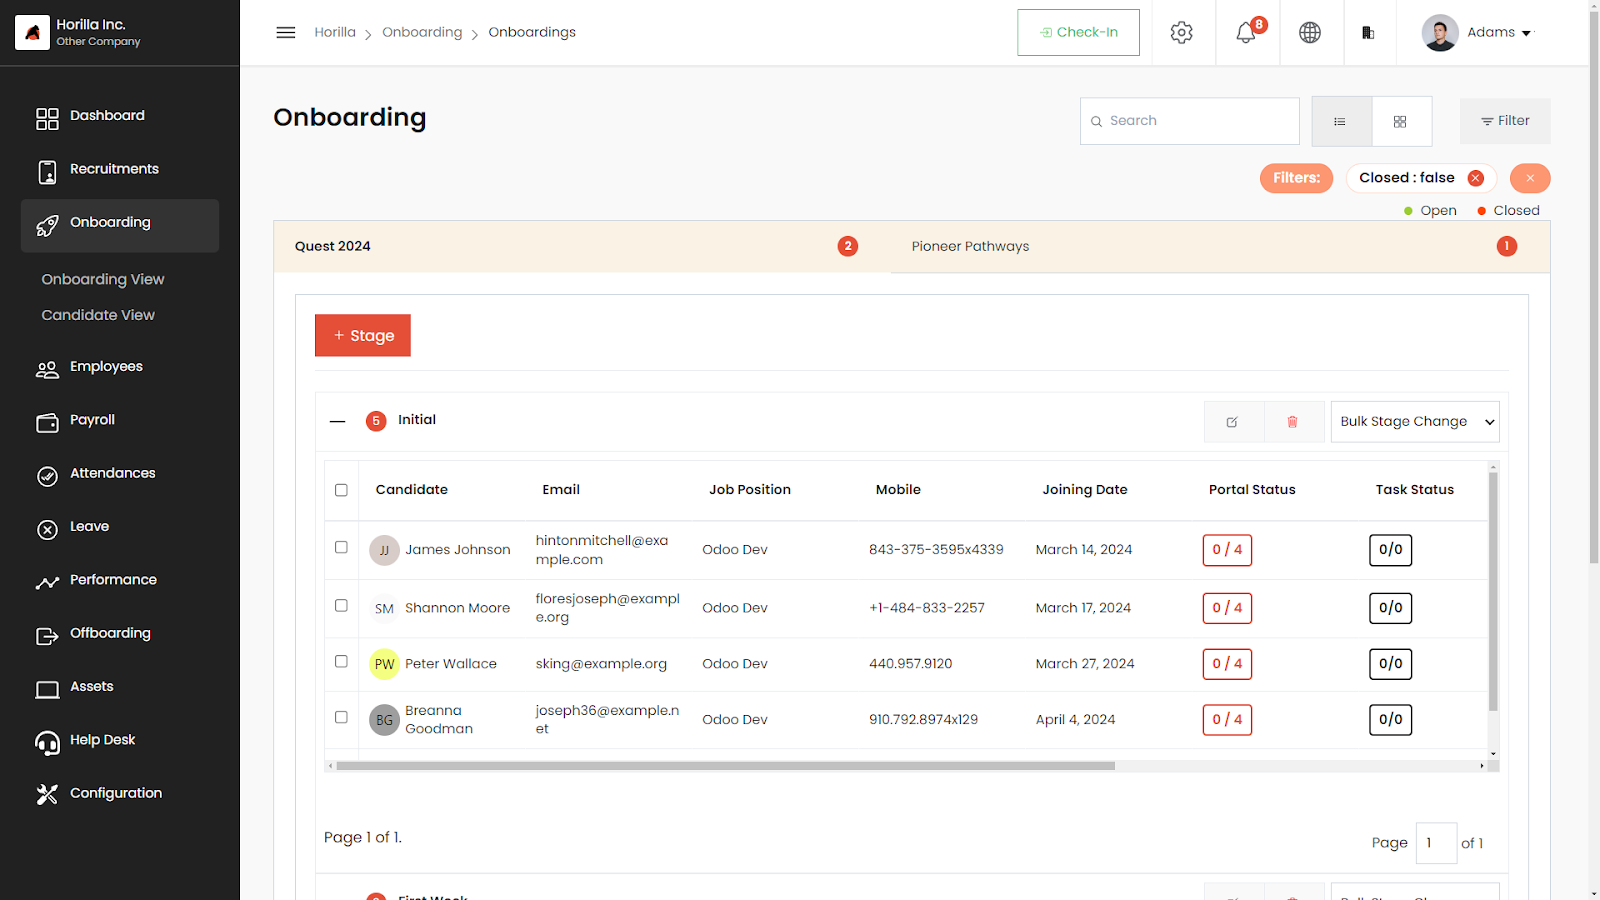 Horilla Inc.
Other Company
Horilla
Onboarding
Onboardings
Check-In
8
Adams
Dashboard
Recruitments
Onboarding
Onboarding View
Candidate View
Employees
Payroll
Attendances
Leave
Performance
Offboarding
Assets
Help Desk
Configuration
Onboarding
Search
Filter
Filters:
Closed : false
Open
Closed
Quest 2024
2
Pioneer Pathways
1
+ Stage
5
Initial
Bulk Stage Change
Candidate Email Job Position Mobile Joining Date Portal Status Task Status
JJ James Johnson
hintonmitchell@exa
mple.com
Odoo Dev
843-375-3595x4339
March 14, 2024
0 / 4
0/0
SM Shannon Moore
floresjoseph@exampl
e.org
Odoo Dev
+1-484-833-2257
March 17, 2024
0 / 4
0/0
PW Peter Wallace
sking@example.org
Odoo Dev
440.957.9120
March 27, 2024
0 / 4
0/0
BG
Breanna
Goodman
joseph36@example.n
et
Odoo Dev
910.792.8974x129
April 4, 2024
0 / 4
0/0
Page 1 of 1.
Page 1 of 1
First Week